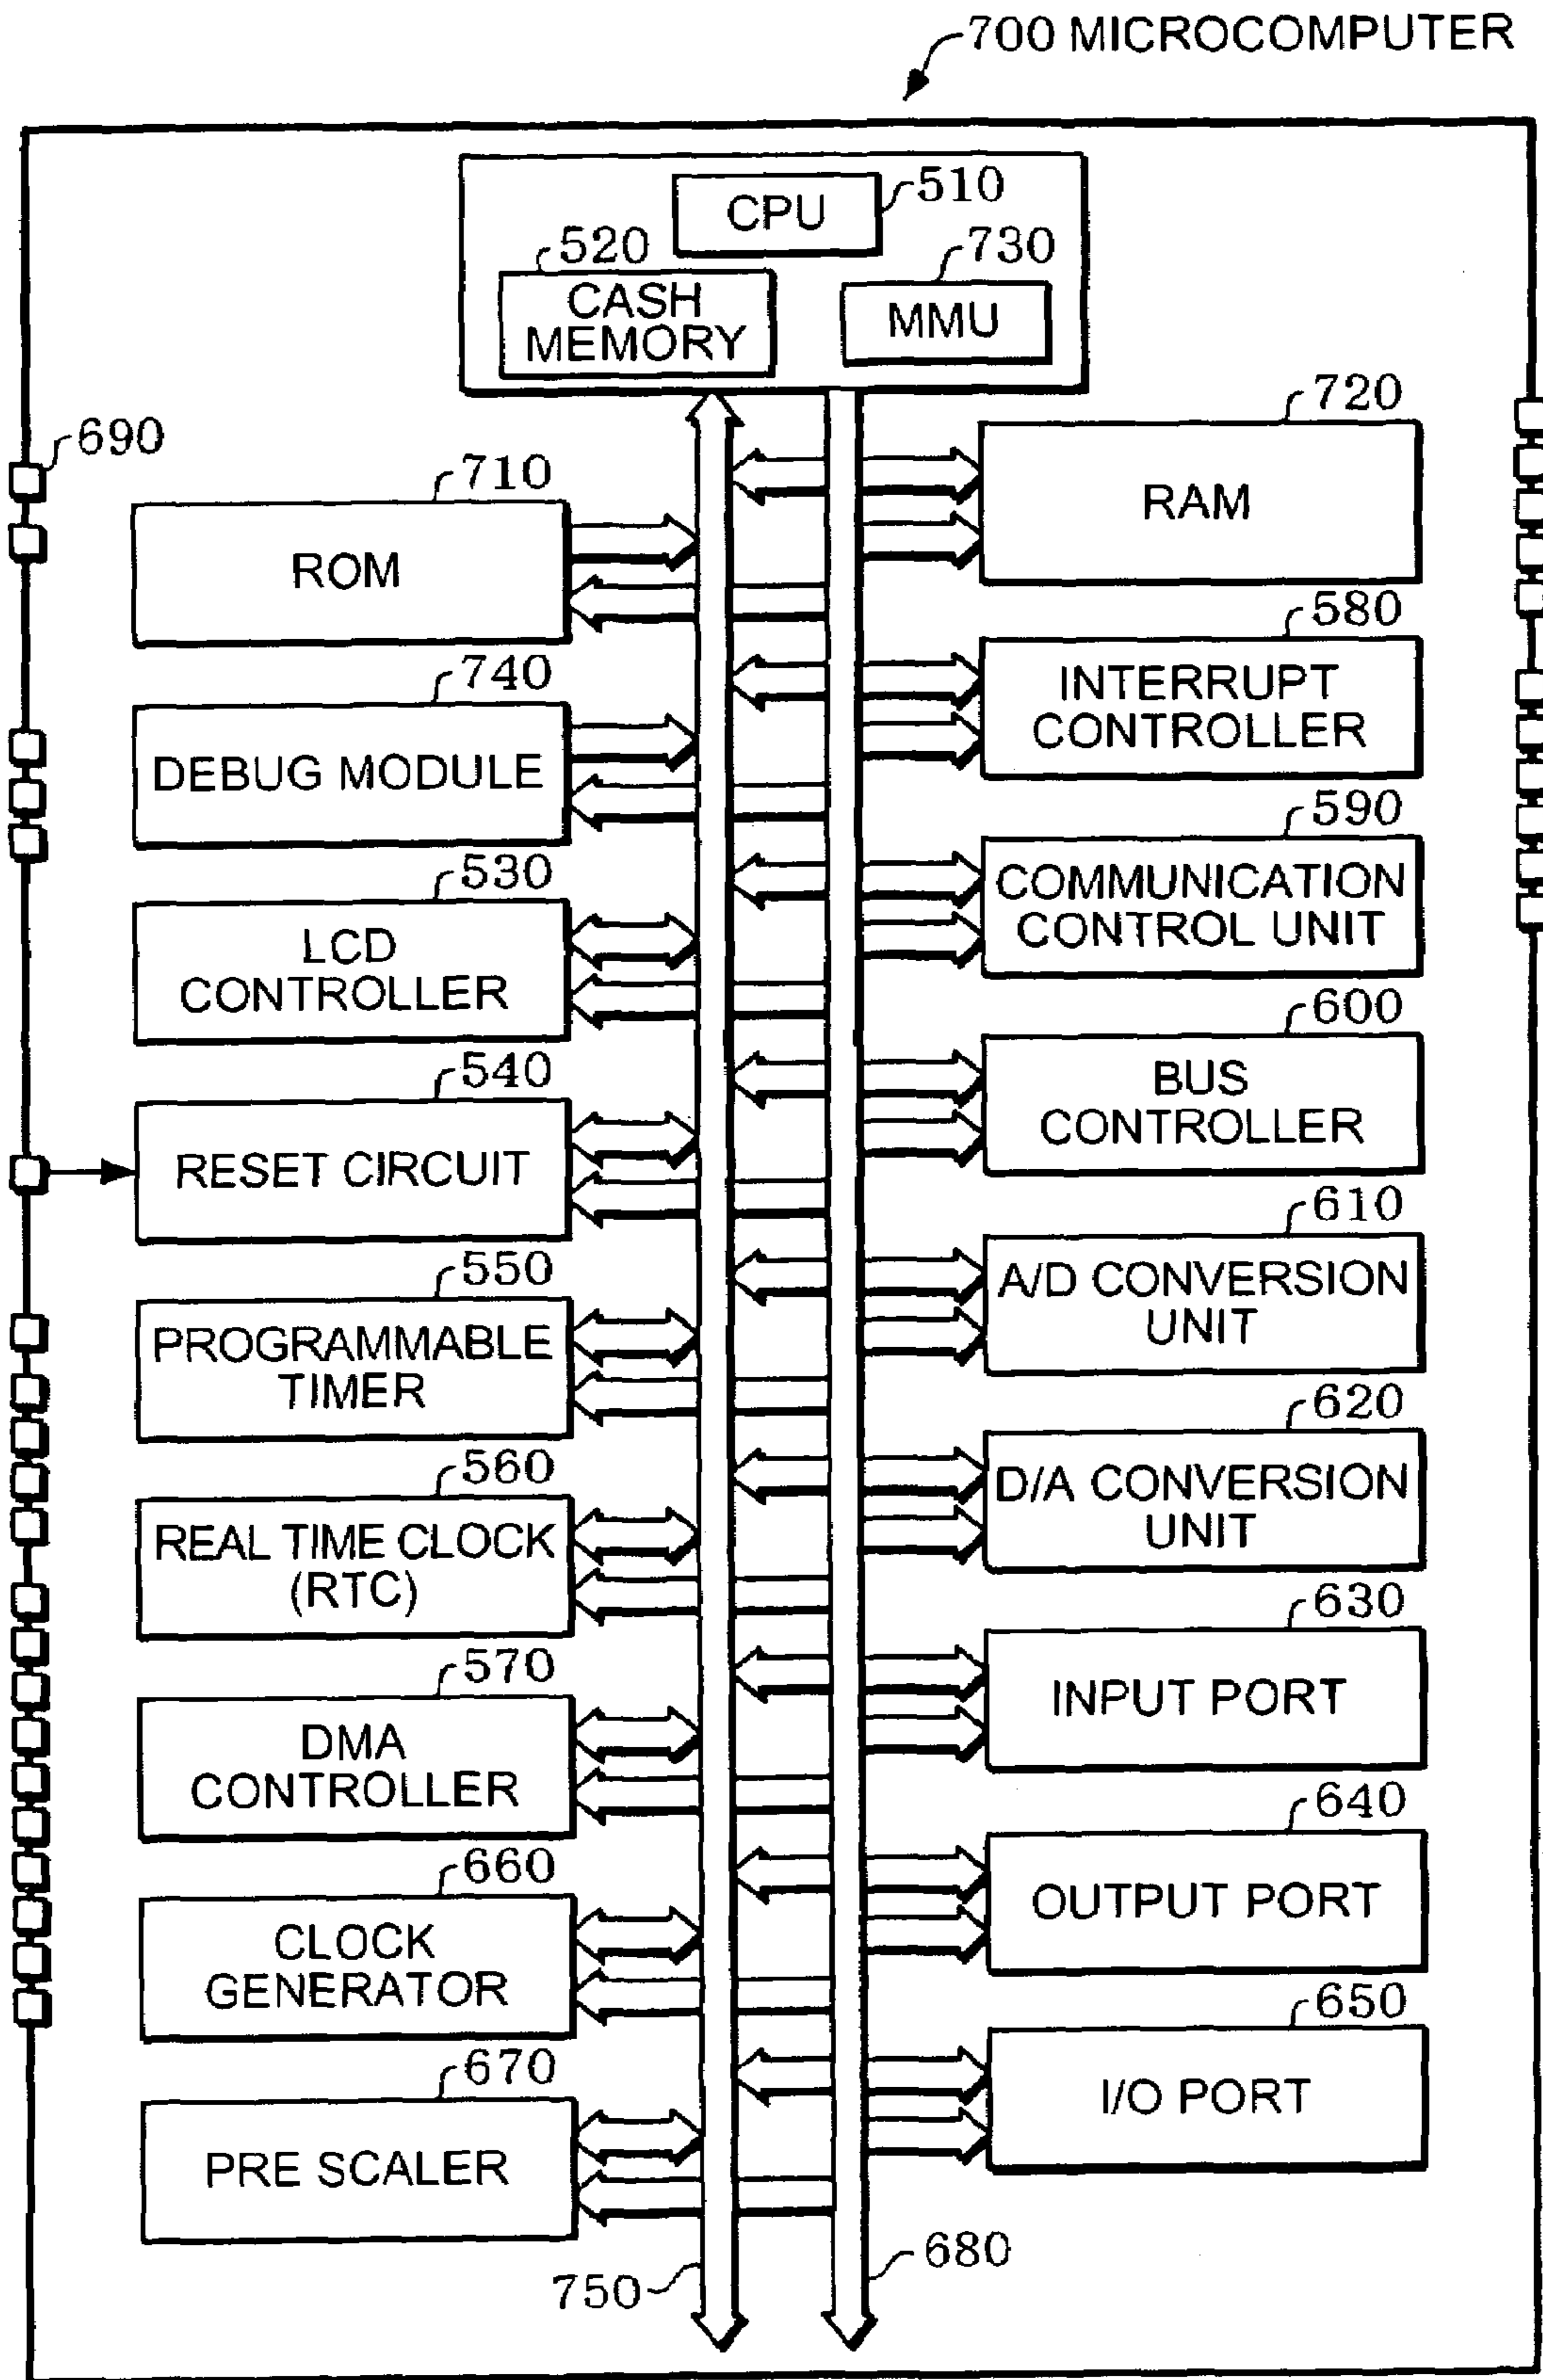 700 MICROCOMPUTER
CPU
510
520
730
CASH
MEMORY
MMU
690
720
RAM
710
ROM
580
INTERRUPT
CONTROLLER
740
DEBUG MODULE
590
COMMUNICATION
CONTROL UNIT
530
LCD
CONTROLLER
600
BUS
CONTROLLER
540
RESET CIRCUIT
610
A/D CONVERSION
UNIT
550
PROGRAMMABLE
TIMER
620
D/A CONVERSION
UNIT
560
REAL TIME CLOCK
(RTC)
630
INPUT PORT
570
DMA
CONTROLLER
640
OUTPUT PORT
660
CLOCK
GENERATOR
650
I/O PORT
670
PRE SCALER
750
680